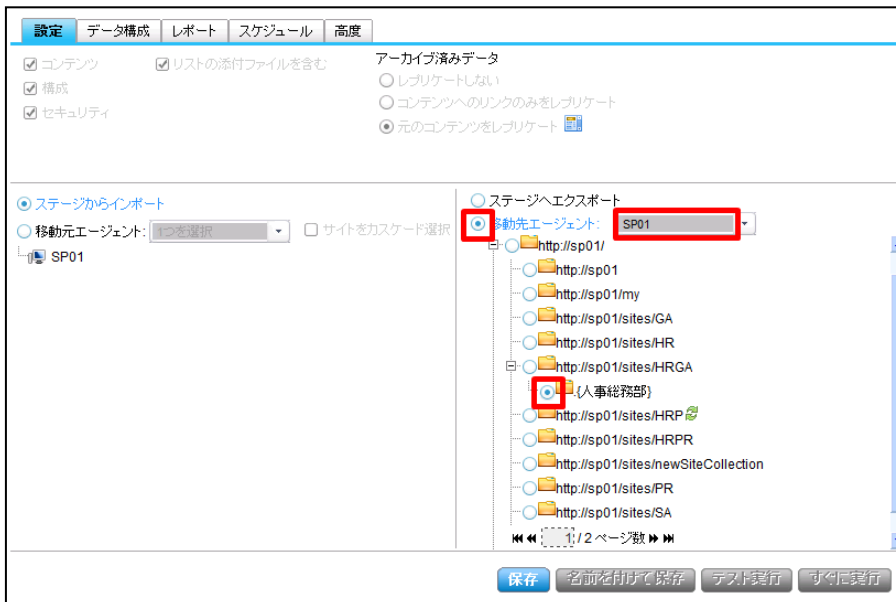 設定 データ構成 レポート スケジュール 高度
コンテンツ リストの添付ファイルを含む
構成
セキュリティ
アーカイブ済みデータ
レプリケートしない
コンテンツへのリンクのみをレプリケート
元のコンテンツをレプリケート
ステージからインポート
移動元エージェント: 1つを選択 サイトをカスケード選択
SP01
ステージへエクスポート
移動先エージェント: SP01
http://sp01/
http://sp01
http://sp01/my
http://sp01/sites/GA
http://sp01/sites/HR
http://sp01/sites/HRGA
.{人事総務部}
http://sp01/sites/HRP
http://sp01/sites/HRPR
http://sp01/sites/newSiteCollection
http://sp01/sites/PR
http://sp01/sites/SA
1 / 2 ページ数
保存 名前を付けて保存 テスト実行 すぐに実行